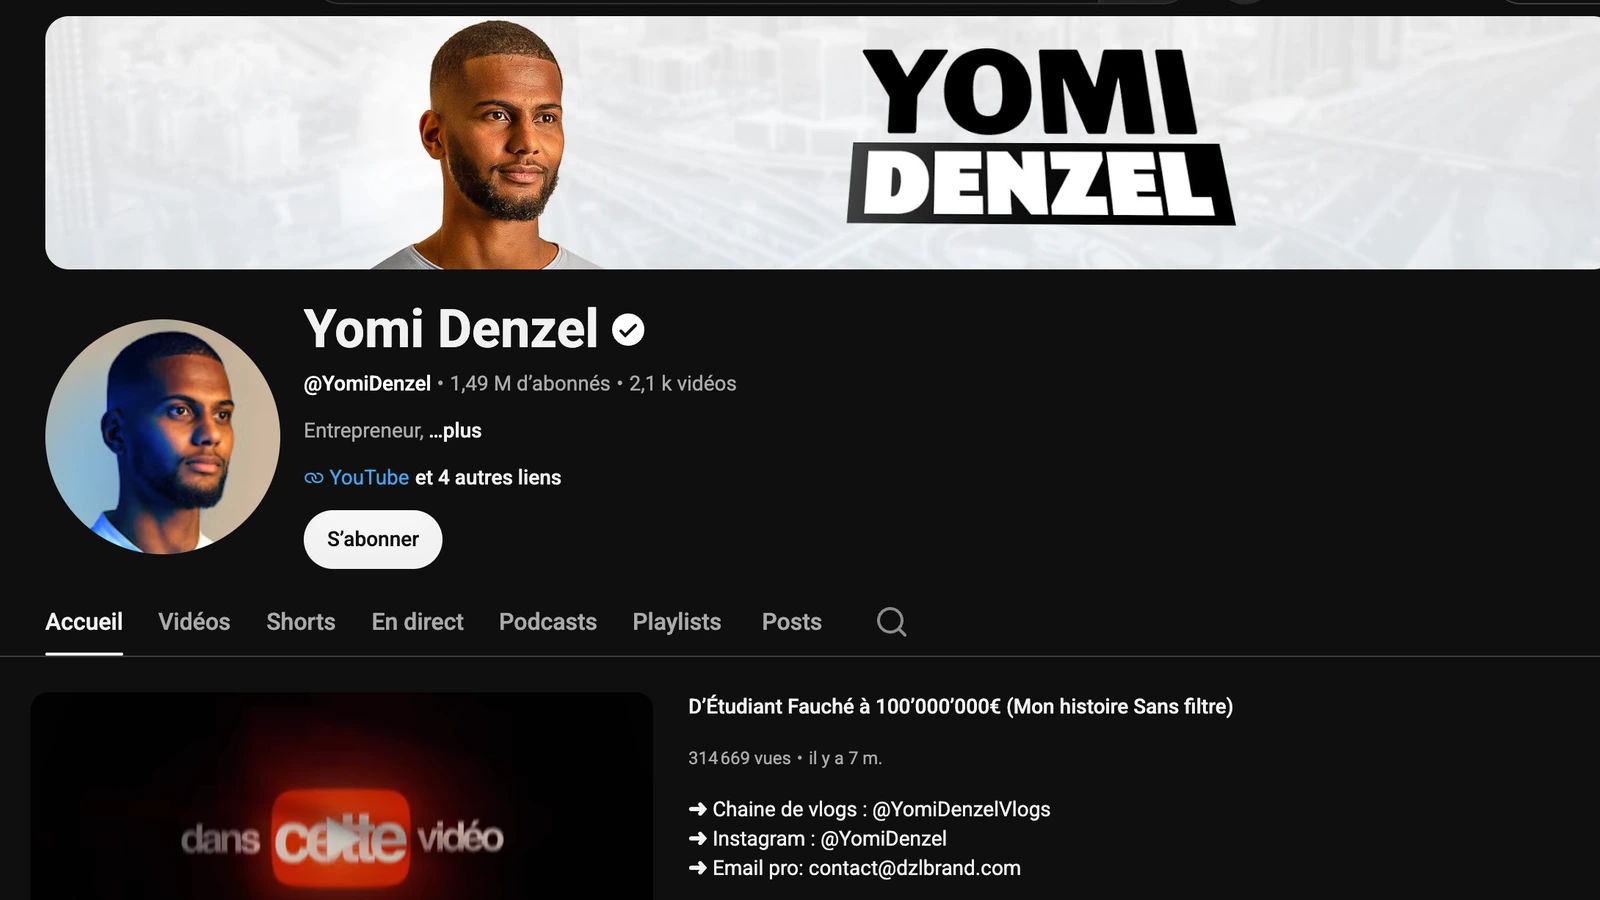 YOMI
DENZEL
Yomi Denzel
@YomiDenzel • 1,49 M d’abonnés • 2,1 k vidéos
Entrepreneur, ...plus
YouTube et 4 autres liens
S’abonner
Accueil Vidéos Shorts En direct Podcasts Playlists Posts
D’Étudiant Fauché à 100’000’000€ (Mon histoire Sans filtre)
314 669 vues • il y a 7 m.
➜ Chaine de vlogs : @YomiDenzelVlogs
➜ Instagram : @YomiDenzel
➜ Email pro: contact@dzlbrand.com
dans cette vidéo